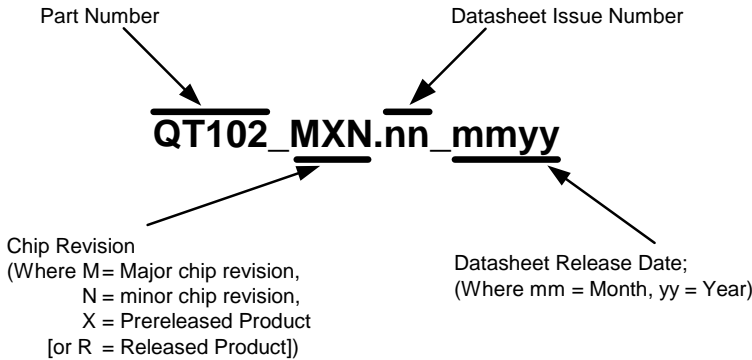 Part Number
Datasheet Issue Number
QT102_MXN.nn_mmyy
Chip Revision
(Where M = Major chip revision,
N = minor chip revision,
X = Prereleased Product
[or R = Released Product])
Datasheet Release Date;
(Where mm = Month, yy = Year)